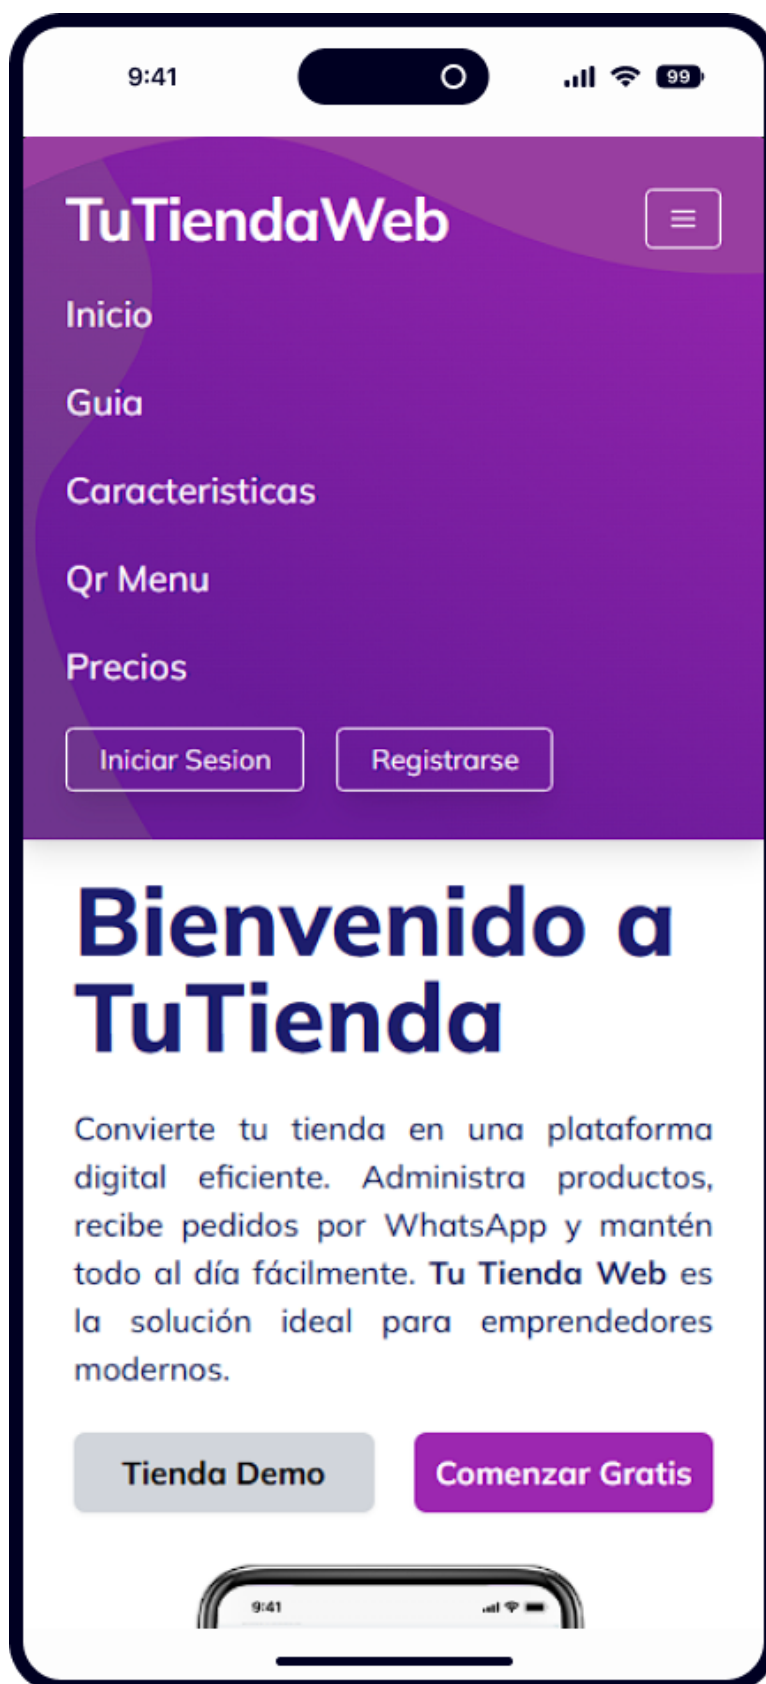 9:41
99
TuTiendaWeb
Inicio
Guia
Caracteristicas
Qr Menu
Precios
Iniciar Sesion Registrarse
Bienvenido a
TuTienda
Convierte tu tienda en una plataforma
digital eficiente. Administra productos,
recibe pedidos por WhatsApp y mantén
todo al día fácilmente. Tu Tienda Web es
la solución ideal para emprendedores
modernos.
Tienda Demo Comenzar Gratis
9:41